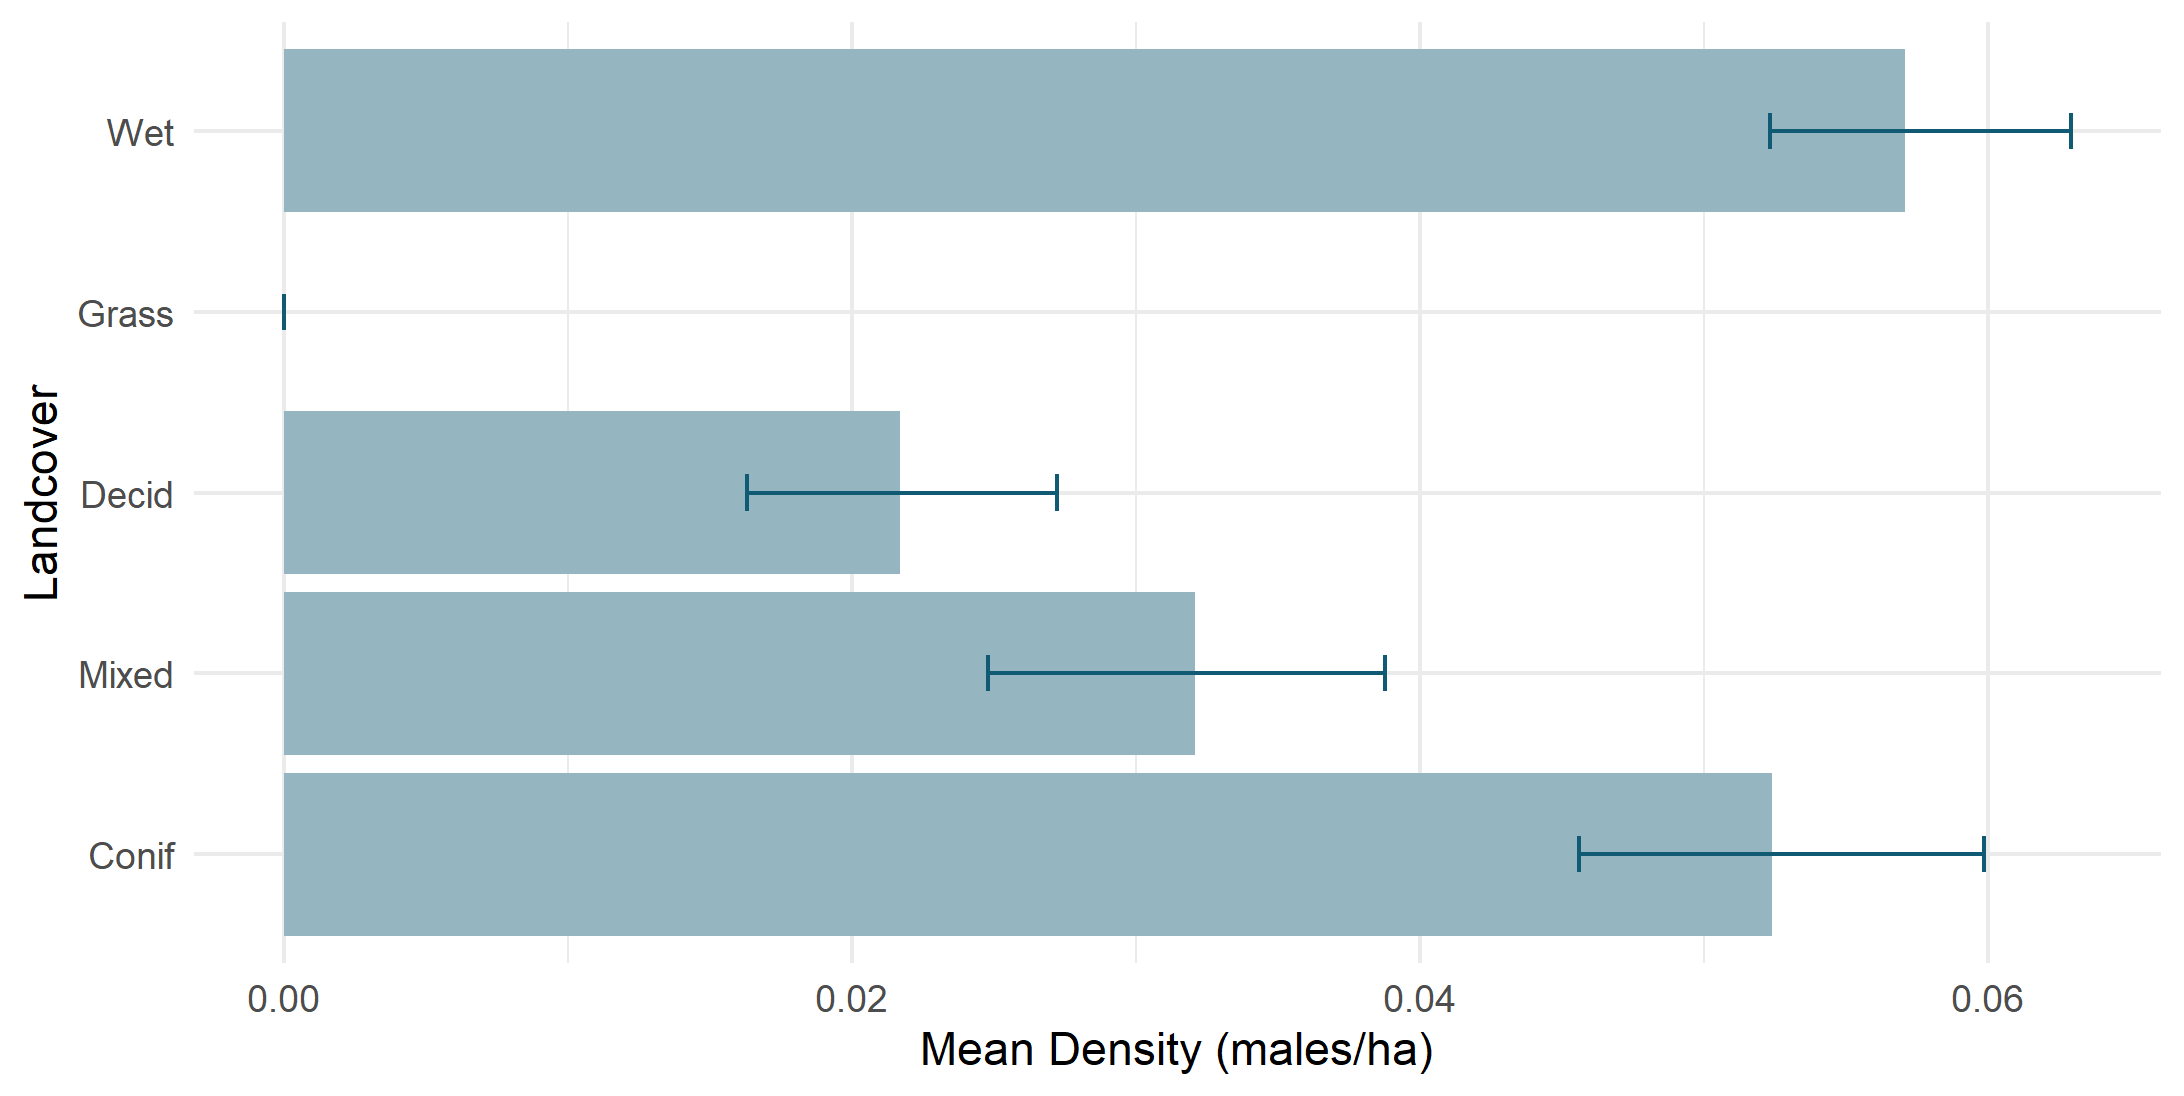 Landcover
Wet
Grass
Decid
Mixed
Conif
0.00 0.02 0.04 0.06
Mean Density (males/ha)